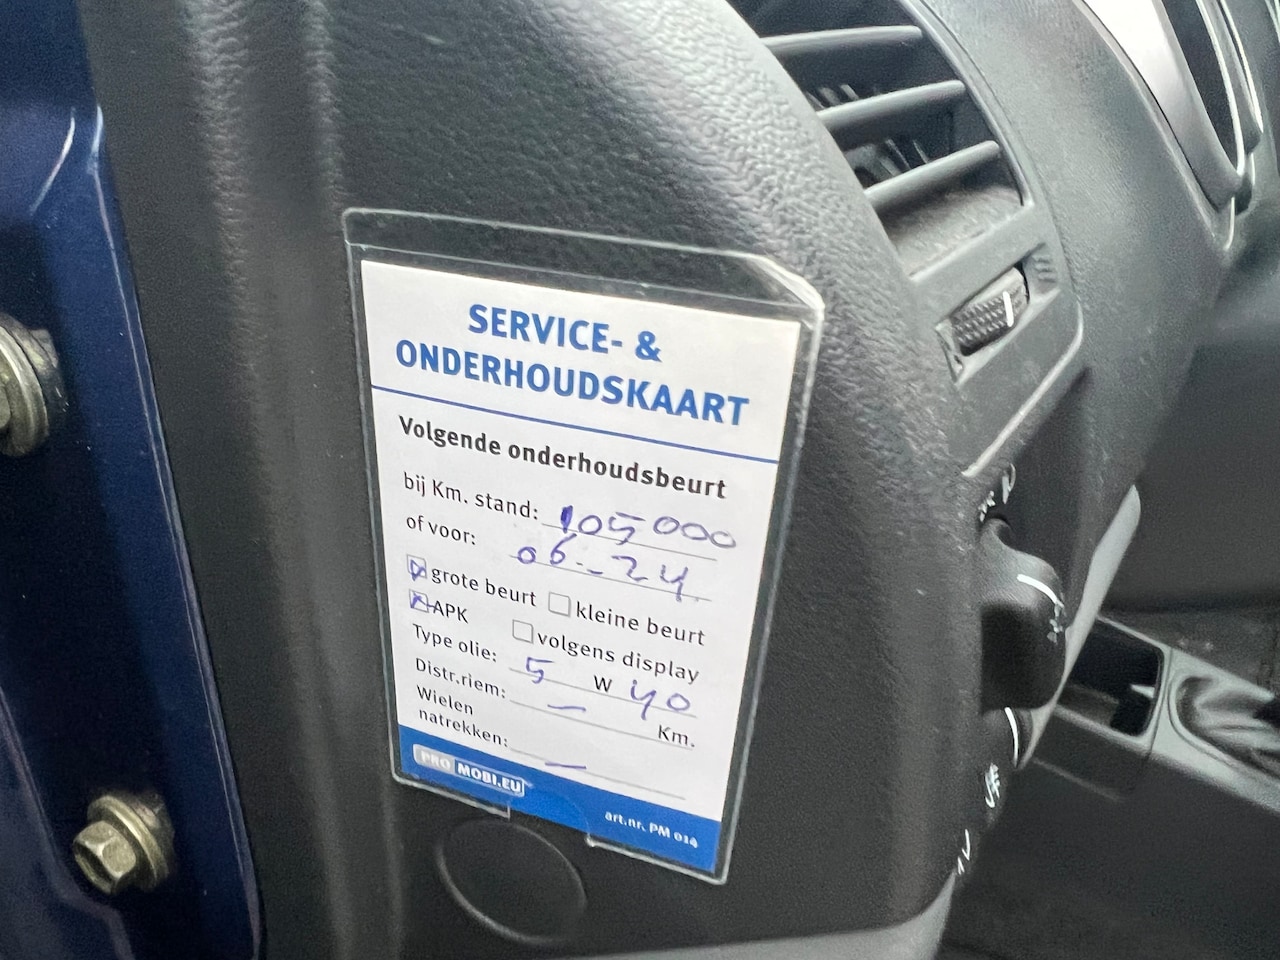 SERVICE- &
ONDERHOUDSKAART
Volgende onderhoudsbeurt
bij Km. stand: 105000
of voor: 06-24
grote beurt kleine beurt
APK volgens display
Type olie: 5 W 40
Distr.riem: — Km.
Wielen
natrekken: —
PRO MOBI.EU
art.nr. PM 014